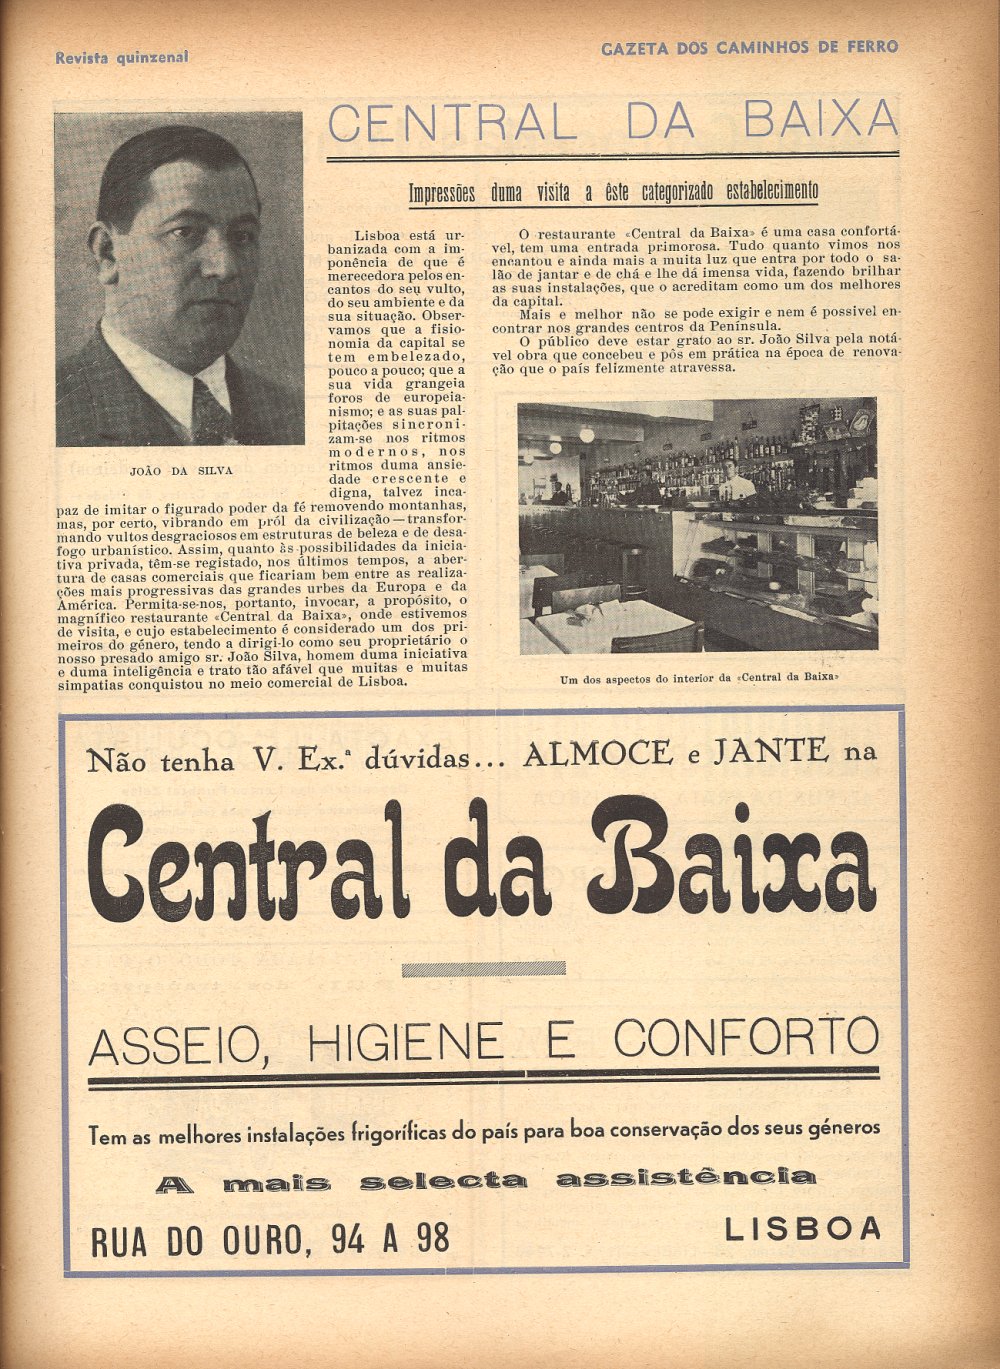 Revista quinzenal
GAZETA DOS CAMINHOS DE FERRO
CENTRAL DA BAIXA
Impressões duma visita a êste categorizado estabelecimento
JOÃO DA SILVA
Lisboa está ur-
banizada com a im-
ponência de que é
merecedora pelos en-
cantos do seu vulto,
do seu ambiente e da
sua situação. Obser-
vamos que a fisio-
nomia da capital se
tem embelezado,
pouco a pouco; que a
sua vida grangeia
foros de europeia-
nismo; e as suas pal-
pitações sincroni-
zam-se nos ritmos
modernos, nos
ritmos duma ansie-
dade crescente e
digna, talvez inca-
paz de imitar o figurado poder da fé removendo montanhas,
mas, por certo, vibrando em pról da civilização — transfor-
mando vultos desgraciosos em estruturas de beleza e de desa-
fogo urbanístico. Assim, quanto às possibilidades da inicia-
tiva privada, têm-se registado, nos últimos tempos, a aber-
tura de casas comerciais que ficariam bem entre as realiza-
ções mais progressivas das grandes urbes da Europa e da
América. Permita-se-nos, portanto, invocar, a propósito, o
magnífico restaurante «Central da Baixa», onde estivemos
de visita, e cujo estabelecimento é considerado um dos pri-
meiros do género, tendo a dirigi-lo como seu proprietário o
nosso presado amigo sr. João Silva, homem duma iniciativa
e duma inteligência e trato tão afável que muitas e muitas
simpatias conquistou no meio comercial de Lisboa.
O restaurante «Central da Baixa» é uma casa confortá-
vel, tem uma entrada primorosa. Tudo quanto vimos nos
encantou e ainda mais a muita luz que entra por todo o sa-
lão de jantar e de chá e lhe dá imensa vida, fazendo brilhar
as suas instalações, que o acreditam como um dos melhores
da capital.
Mais e melhor não se pode exigir e nem é possivel en-
contrar nos grandes centros da Península.
O público deve estar grato ao sr. João Silva pela notá-
vel obra que concebeu e pôs em prática na época de renova-
ção que o país felizmente atravessa.
Um dos aspectos do interior da «Central da Baixa»
Não tenha V. Ex.ª dúvidas... ALMOCE e JANTE na
Central da Baixa
ASSEIO, HIGIENE E CONFORTO
Tem as melhores instalações frigoríficas do país para boa conservação dos seus géneros
A mais selecta assistência
RUA DO OURO, 94 A 98
LISBOA